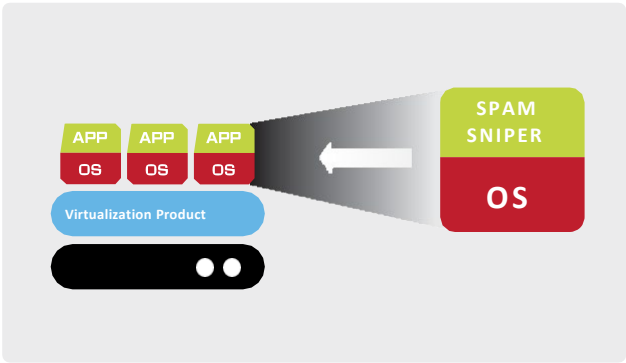 SPAM
SNIPER
APP APP APP
OS OS OS
OS
Virtualization Product